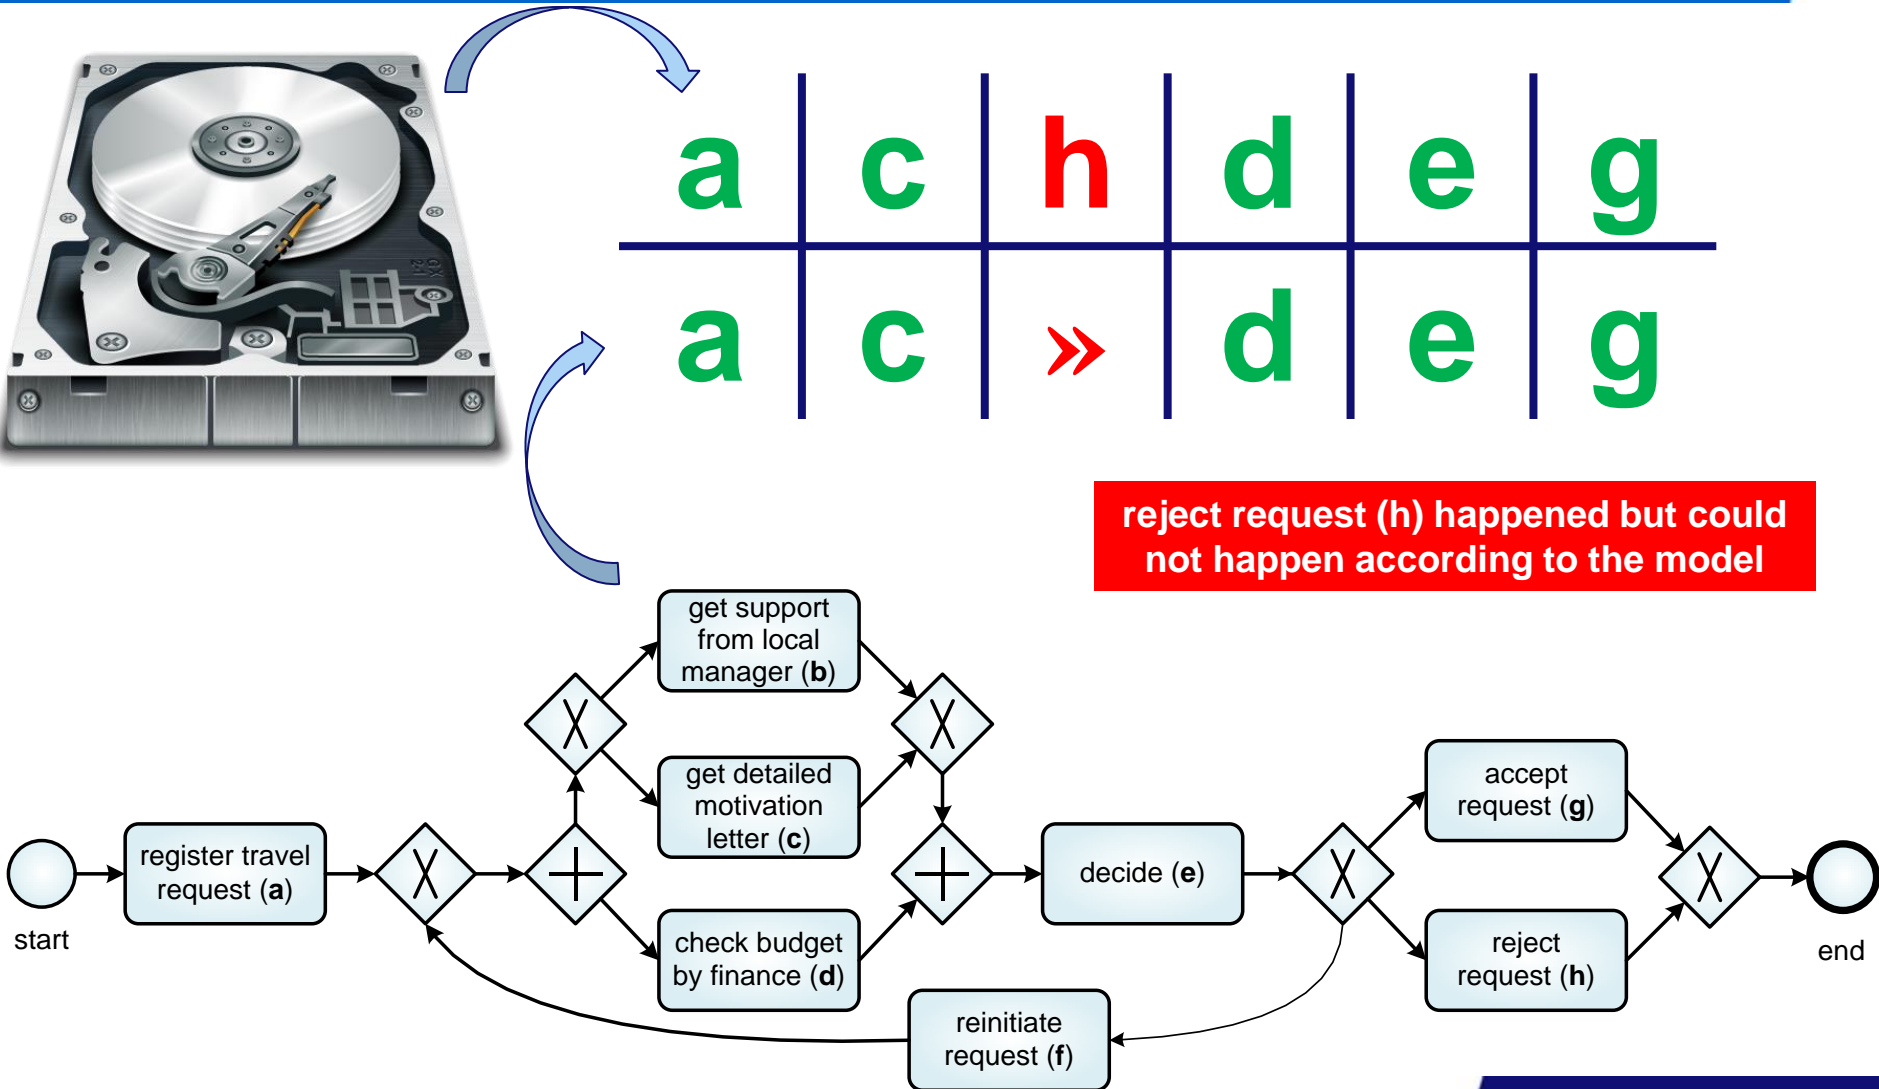 a c h d e g
a c » d e g
reject request (h) happened but could
not happen according to the model
get support
from local
manager (b)
get detailed
motivation
letter (c)
accept
request (g)
register travel
request (a)
decide (e)
start
check budget
by finance (d)
reject
request (h)
end
reinitiate
request (f)